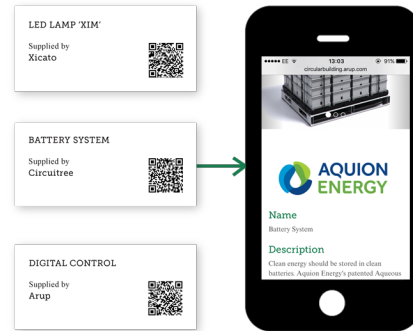 LED LAMP 'XIM'
Supplied by
Xicato
BATTERY SYSTEM
Supplied by
Circuitree
DIGITAL CONTROL
Supplied by
Arup
EE 13:03 91%
circularbuilding.arup.com
AQUION
ENERGY
Name
Battery System
Description
Clean energy should be stored in clean
batteries. Aquion Energy's patented Aqueous